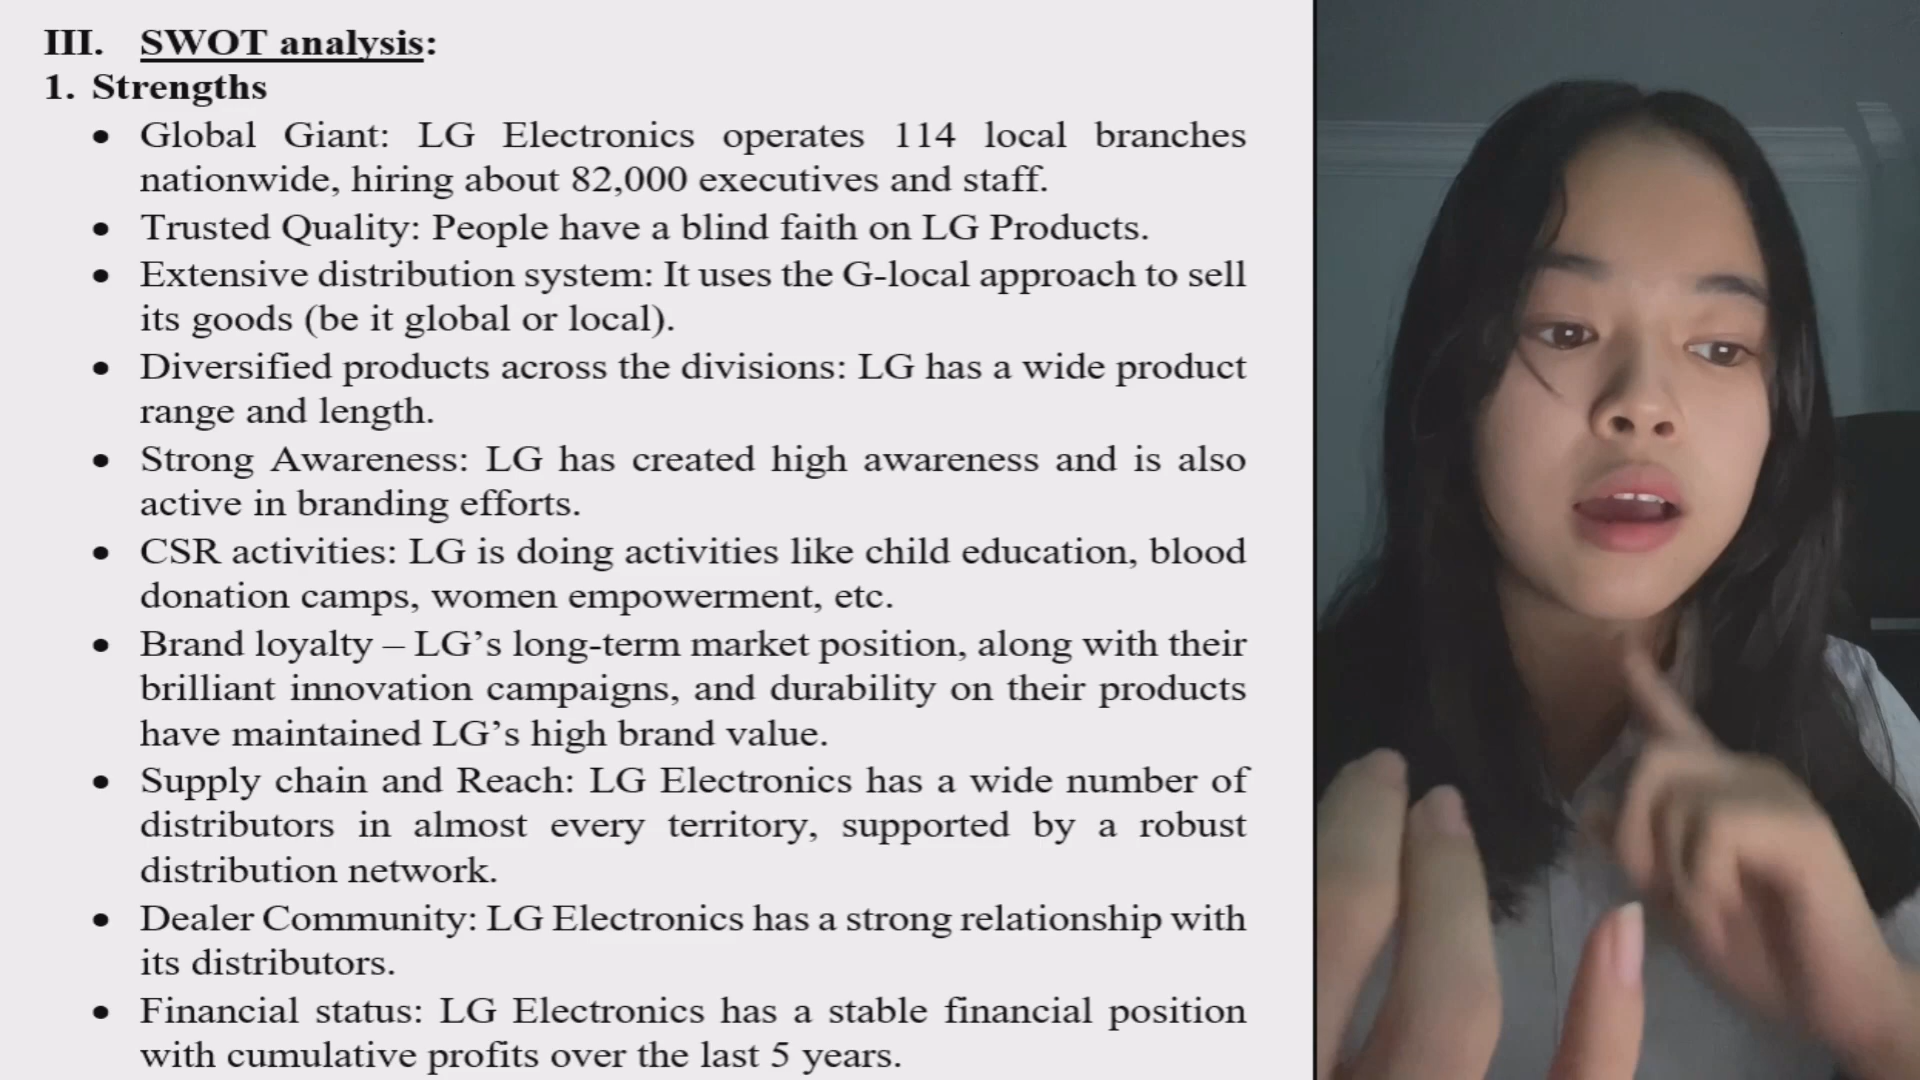 III. SWOT analysis:
1. Strengths
• Global Giant: LG Electronics operates 114 local branches
nationwide, hiring about 82,000 executives and staff.
• Trusted Quality: People have a blind faith on LG Products.
• Extensive distribution system: It uses the G-local approach to sell
its goods (be it global or local).
• Diversified products across the divisions: LG has a wide product
range and length.
• Strong Awareness: LG has created high awareness and is also
active in branding efforts.
• CSR activities: LG is doing activities like child education, blood
donation camps, women empowerment, etc.
• Brand loyalty – LG’s long-term market position, along with their
brilliant innovation campaigns, and durability on their products
have maintained LG’s high brand value.
• Supply chain and Reach: LG Electronics has a wide number of
distributors in almost every territory, supported by a robust
distribution network.
• Dealer Community: LG Electronics has a strong relationship with
its distributors.
• Financial status: LG Electronics has a stable financial position
with cumulative profits over the last 5 years.